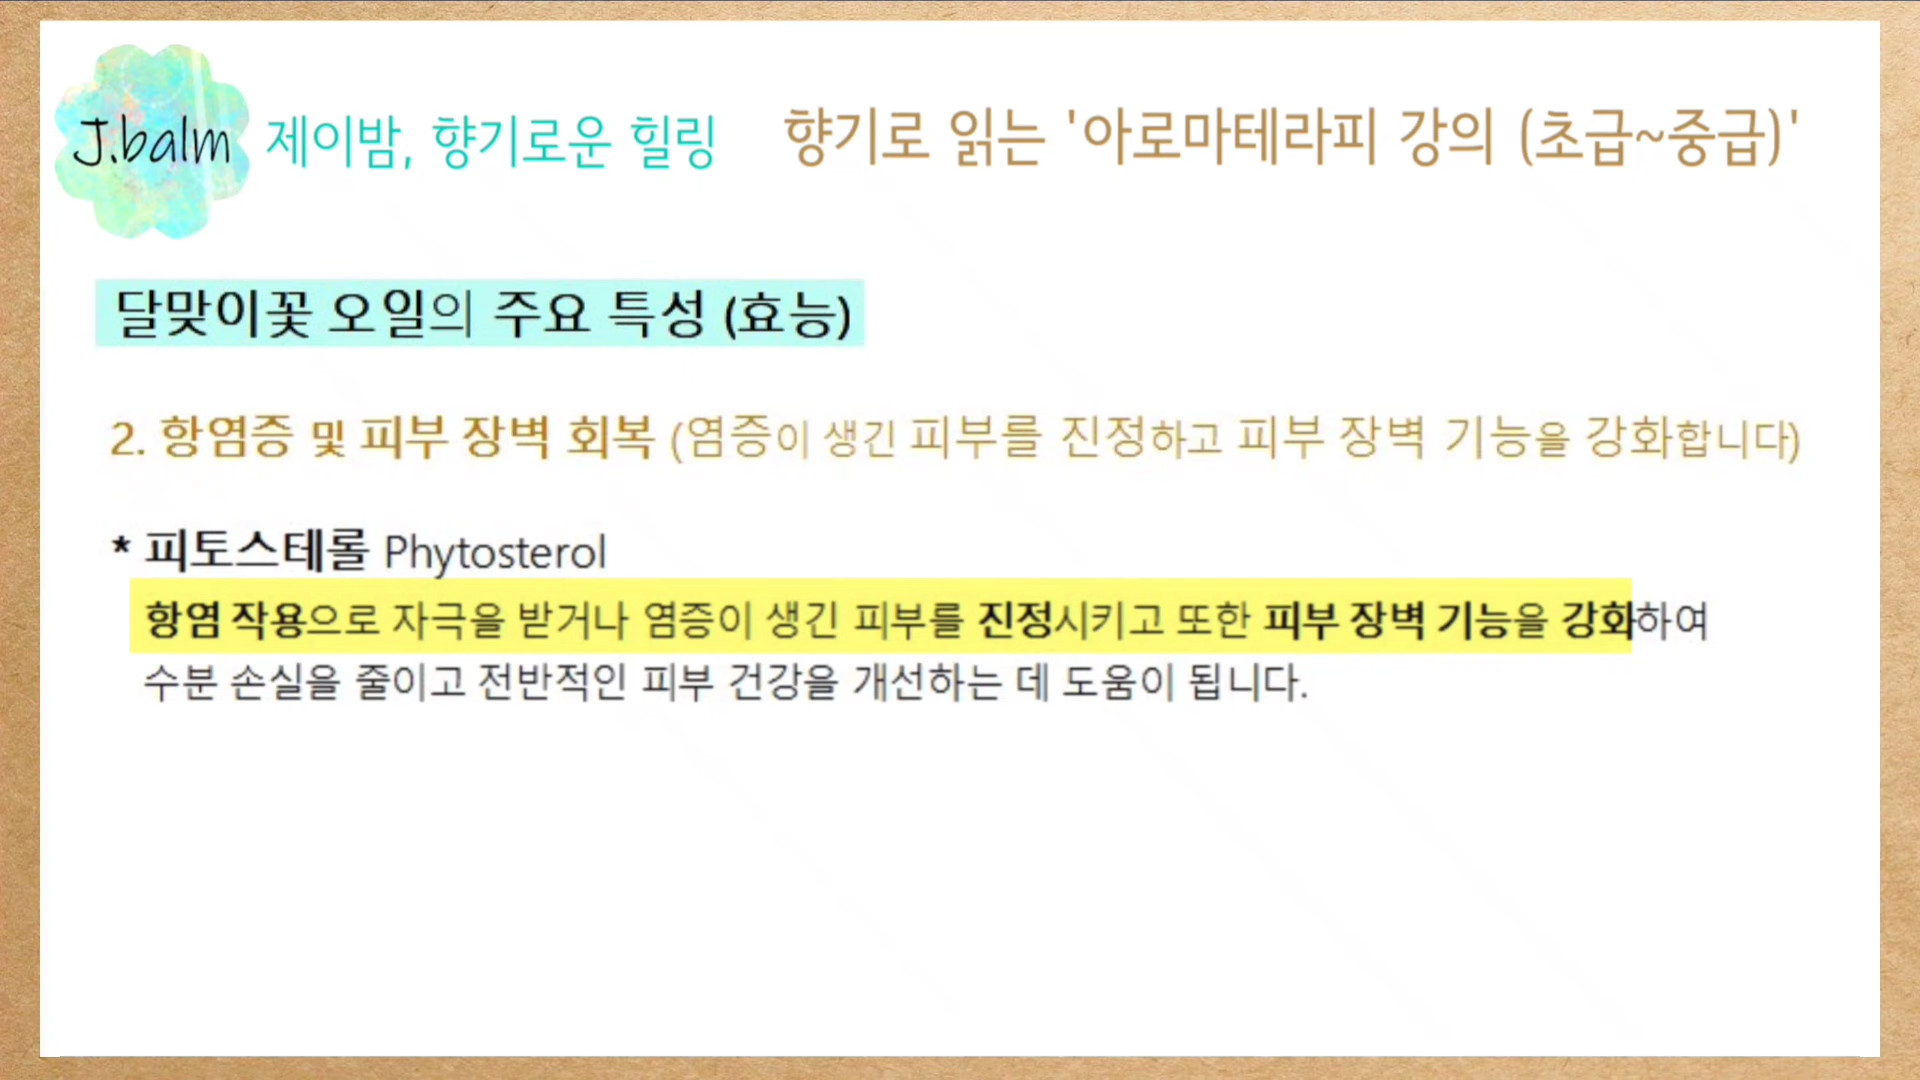 J.balm 제이밤, 향기로운 힐링 향기로 읽는 '아로마테라피 강의 (초급~중급)'
달맞이꽃 오일의 주요 특성 (효능)
2. 항염증 및 피부 장벽 회복 (염증이 생긴 피부를 진정하고 피부 장벽 기능을 강화합니다)
* 피토스테롤 Phytosterol
항염 작용으로 자극을 받거나 염증이 생긴 피부를 진정시키고 또한 피부 장벽 기능을 강화하여
수분 손실을 줄이고 전반적인 피부 건강을 개선하는 데 도움이 됩니다.